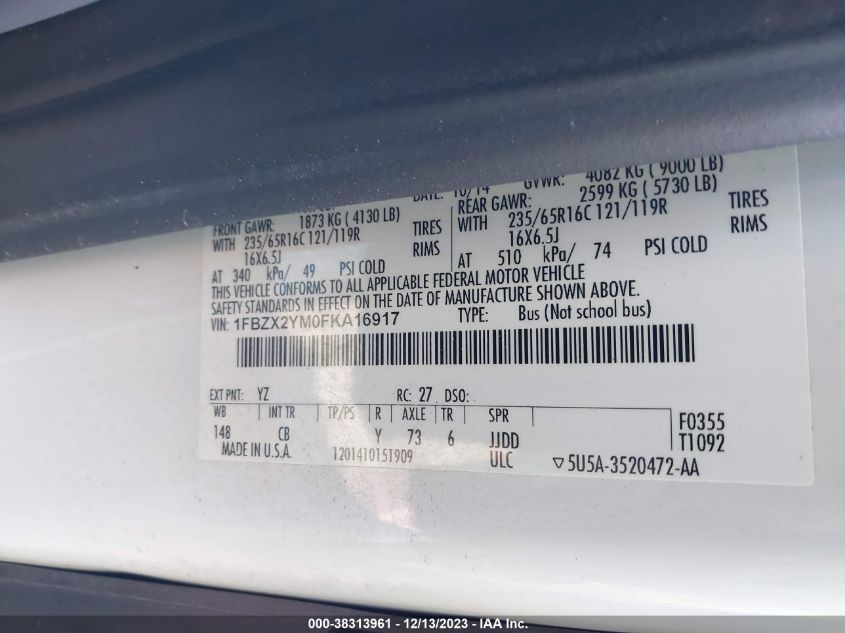 DATE: 10/14 GVWR: 4082 KG ( 9000 LB)
FRONT GAWR: 1873 KG ( 4130 LB)
WITH 235/65R16C 121/119R TIRES
16X6.5J RIMS
AT 340 kPa/ 49 PSI COLD
REAR GAWR: 2599 KG ( 5730 LB)
WITH 235/65R16C 121/119R TIRES
16X6.5J RIMS
AT 510 kPa/ 74 PSI COLD
THIS VEHICLE CONFORMS TO ALL APPLICABLE FEDERAL MOTOR VEHICLE
SAFETY STANDARDS IN EFFECT ON THE DATE OF MANUFACTURE SHOWN ABOVE.
VIN: 1FBZX2YM0FKA16917 TYPE: Bus (Not school bus)
EXT PNT: YZ RC: 27 DSO:
WB INT TR TP/PS R AXLE TR SPR
148 CB Y 73 6 JJDD
F0355
T1092
MADE IN U.S.A. 1201410151909 ULC ▽5U5A-3520472-AA
000-38313961 - 12/13/2023 - IAA Inc.